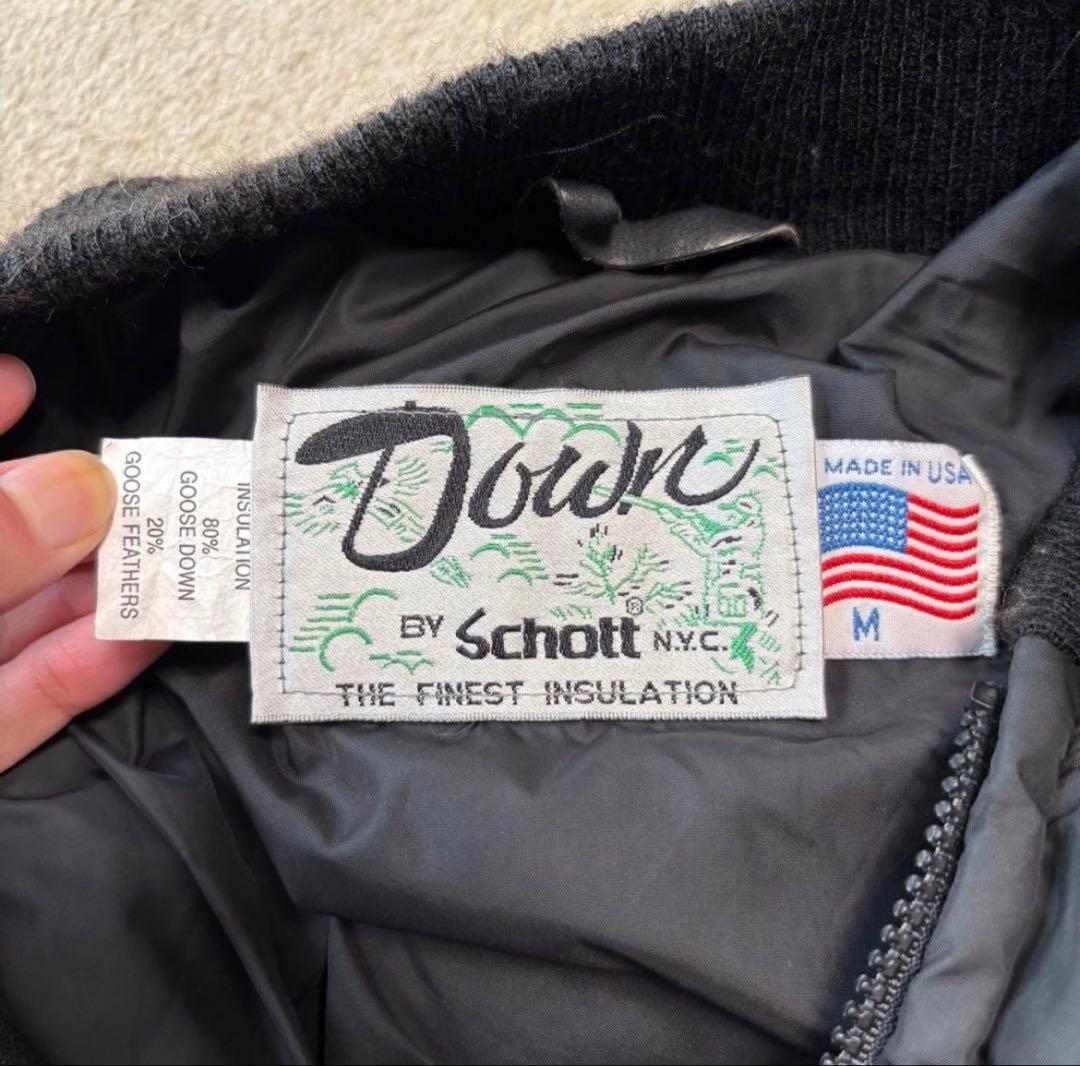 INSULATION
80%
GOOSE DOWN
20%
GOOSE FEATHERS
Down
BY Schott® N.Y.C.
THE FINEST INSULATION
MADE IN USA
M